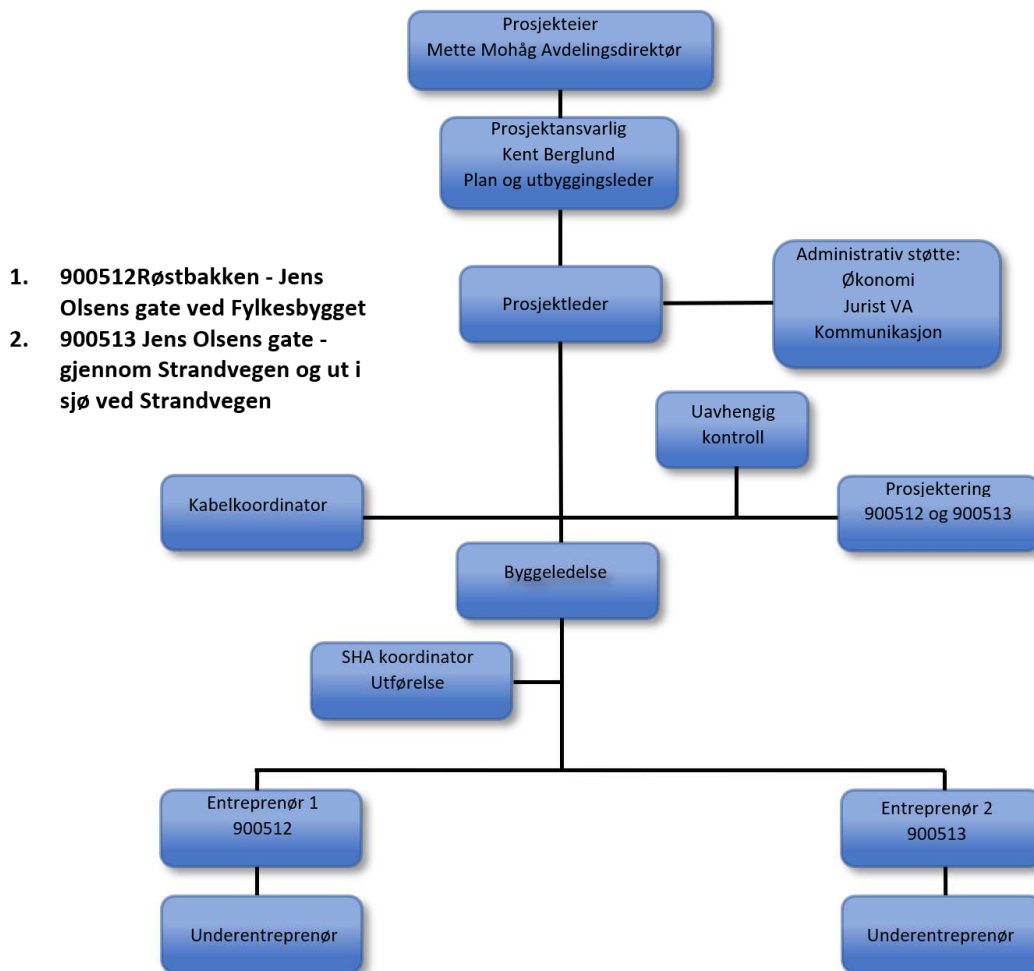 Prosjekteier
Mette Mohåg Avdelingsdirektør
Prosjektansvarlig
Kent Berglund
Plan og utbyggingsleder
1. 900512Røstbakken - Jens
Olsens gate ved Fylkesbygget
2. 900513 Jens Olsens gate -
gjennom Strandvegen og ut i
sjø ved Strandvegen
Prosjektleder
Administrativ støtte:
Økonomi
Jurist VA
Kommunikasjon
Uavhengig
kontroll
Kabelkoordinator
Prosjektering
900512 og 900513
Byggeledelse
SHA koordinator
Utførelse
Entreprenør 1
900512
Entreprenør 2
900513
Underentreprenør
Underentreprenør